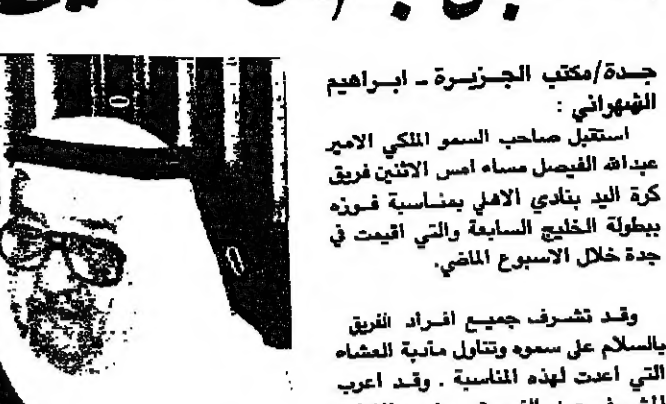 جدة/مكتب الجزيرة ـ ابراهيم
الشهراني :
استقبل صاحب السمو الملكي الامير
عبدالله الفيصل مساء امس الاثنين فريق
كرة اليد بنادي الاهلي بمناسبة فوزه
ببطولة الخليج السابعة والتي اقيمت في
جدة خلال الاسبوع الماضي.
وقد تشرف جميع افراد الفريق
بالسلام على سموه وتناول مأدبة العشاء
التي اعدت لهذه المناسبة . وقد اعرب